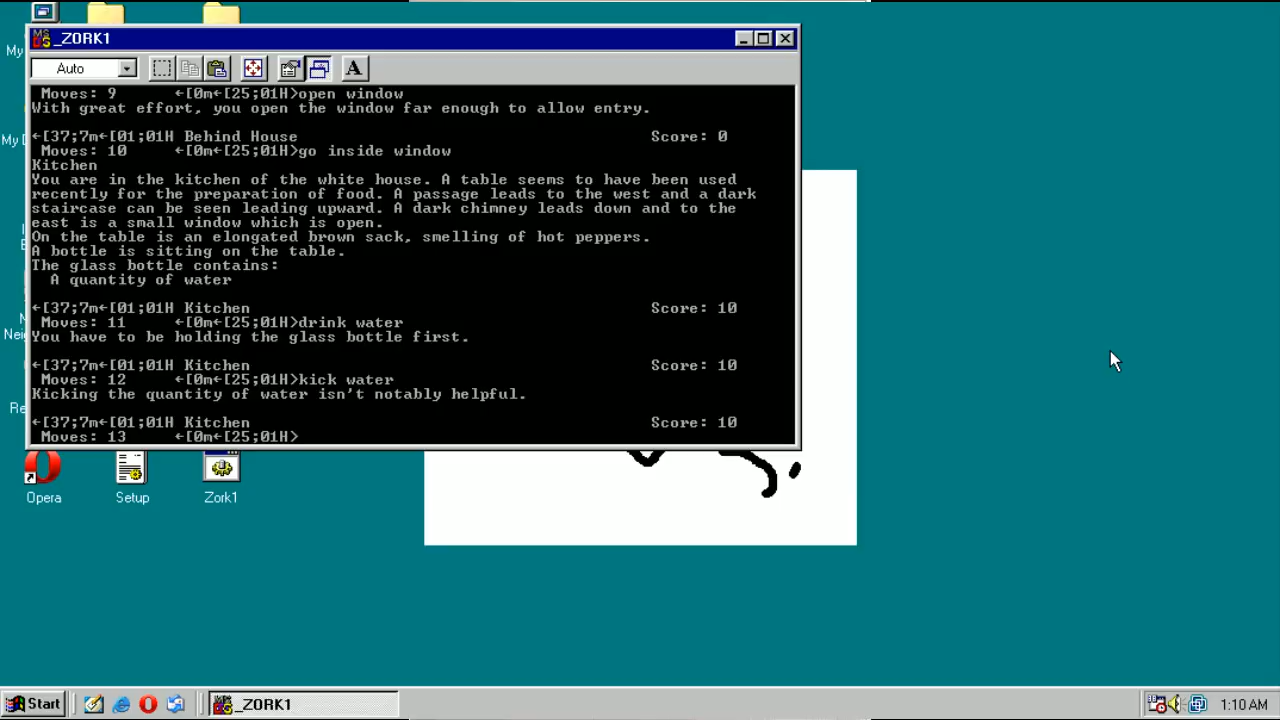 _ZORK1
Auto
A
Moves: 9 ←[0m←[25;01H>open window
With great effort, you open the window far enough to allow entry.
←[37;7m←[01;01H Behind House Score: 0
Moves: 10 ←[0m←[25;01H>go inside window
Kitchen
You are in the kitchen of the white house. A table seems to have been used
recently for the preparation of food. A passage leads to the west and a dark
staircase can be seen leading upward. A dark chimney leads down and to the
east is a small window which is open.
On the table is an elongated brown sack, smelling of hot peppers.
A bottle is sitting on the table.
The glass bottle contains:
A quantity of water
←[37;7m←[01;01H Kitchen Score: 10
Moves: 11 ←[0m←[25;01H>drink water
You have to be holding the glass bottle first.
←[37;7m←[01;01H Kitchen Score: 10
Moves: 12 ←[0m←[25;01H>kick water
Kicking the quantity of water isn't notably helpful.
←[37;7m←[01;01H Kitchen Score: 10
Moves: 13 ←[0m←[25;01H>
My
My
Nei
Re
Opera
Setup
Zork1
Start
_ZORK1
1:10 AM